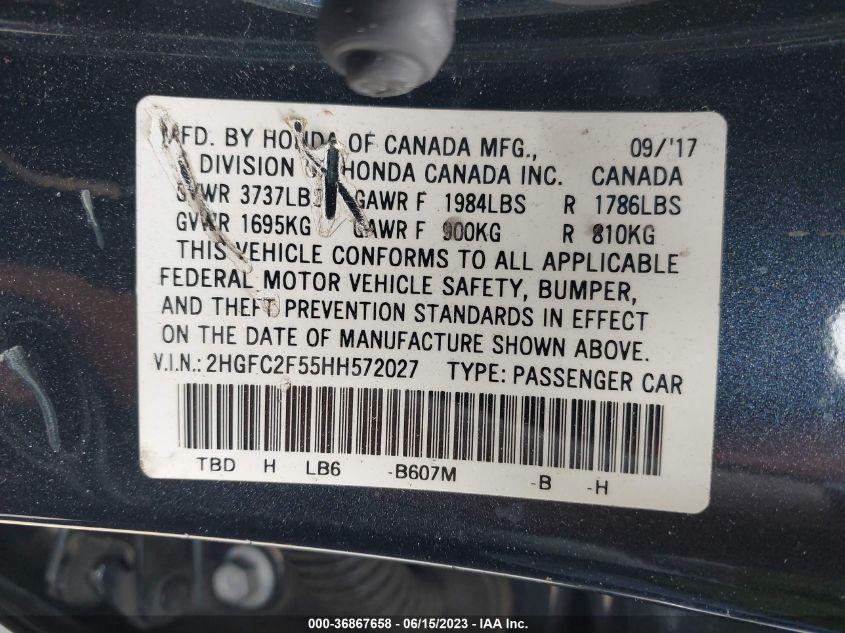 MFD. BY HONDA OF CANADA MFG., 09/'17
DIVISION OF HONDA CANADA INC. CANADA
GVWR 3737LBS GAWR F 1984LBS R 1786LBS
GVWR 1695KG GAWR F 900KG R 810KG
THIS VEHICLE CONFORMS TO ALL APPLICABLE
FEDERAL MOTOR VEHICLE SAFETY, BUMPER,
AND THEFT PREVENTION STANDARDS IN EFFECT
ON THE DATE OF MANUFACTURE SHOWN ABOVE.
V.I.N.: 2HGFC2F55HH572027 TYPE: PASSENGER CAR
TBD H LB6 -B607M -B -H
000-36867658 - 06/15/2023 - IAA Inc.